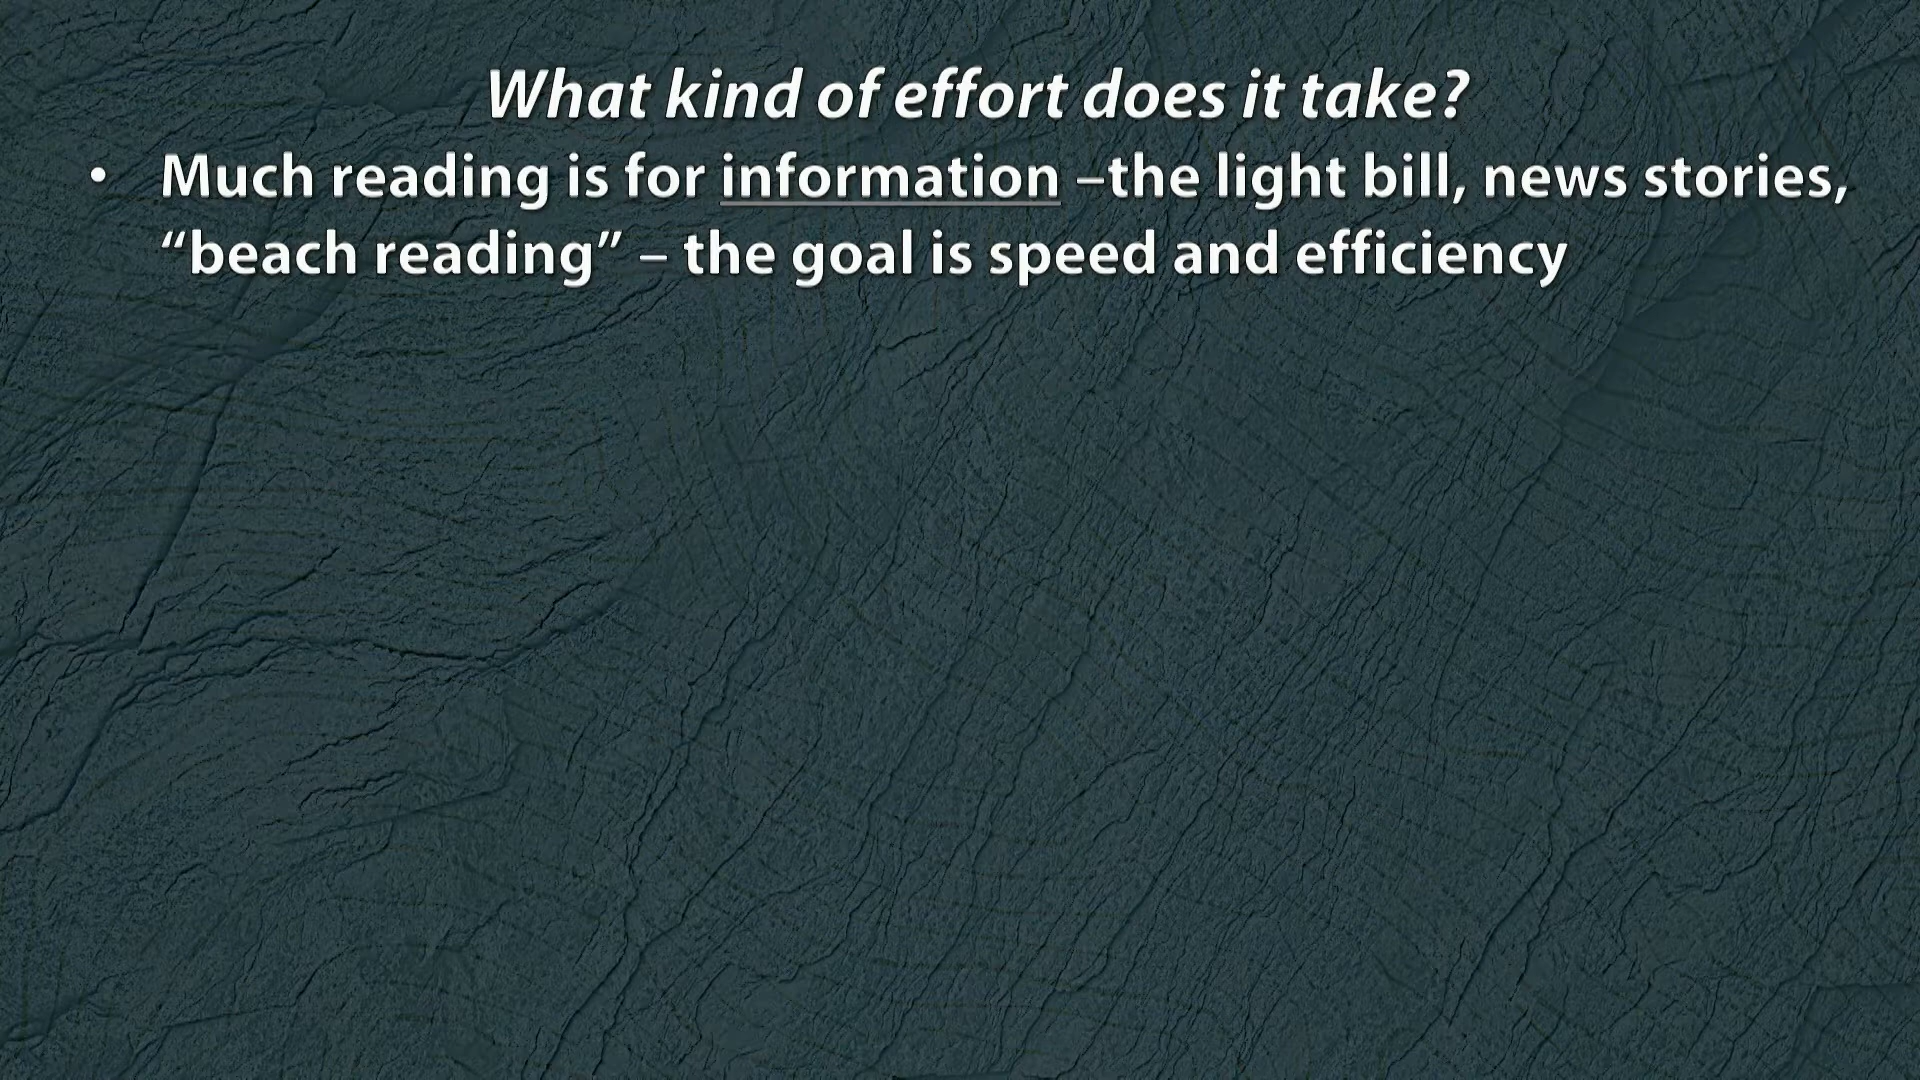 What kind of effort does it take?
• Much reading is for information –the light bill, news stories,
“beach reading” – the goal is speed and efficiency